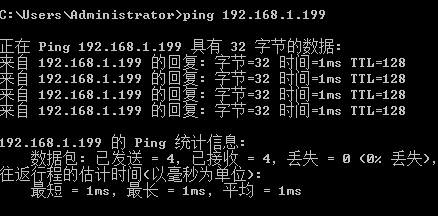 C:\Users\Administrator>ping 192.168.1.199
正在 Ping 192.168.1.199 具有 32 字节的数据:
来自 192.168.1.199 的回复: 字节=32 时间=1ms TTL=128
来自 192.168.1.199 的回复: 字节=32 时间=1ms TTL=128
来自 192.168.1.199 的回复: 字节=32 时间=1ms TTL=128
来自 192.168.1.199 的回复: 字节=32 时间=1ms TTL=128
192.168.1.199 的 Ping 统计信息:
数据包: 已发送 = 4, 已接收 = 4, 丢失 = 0 (0% 丢失),
往返行程的估计时间(以毫秒为单位):
最短 = 1ms, 最长 = 1ms, 平均 = 1ms